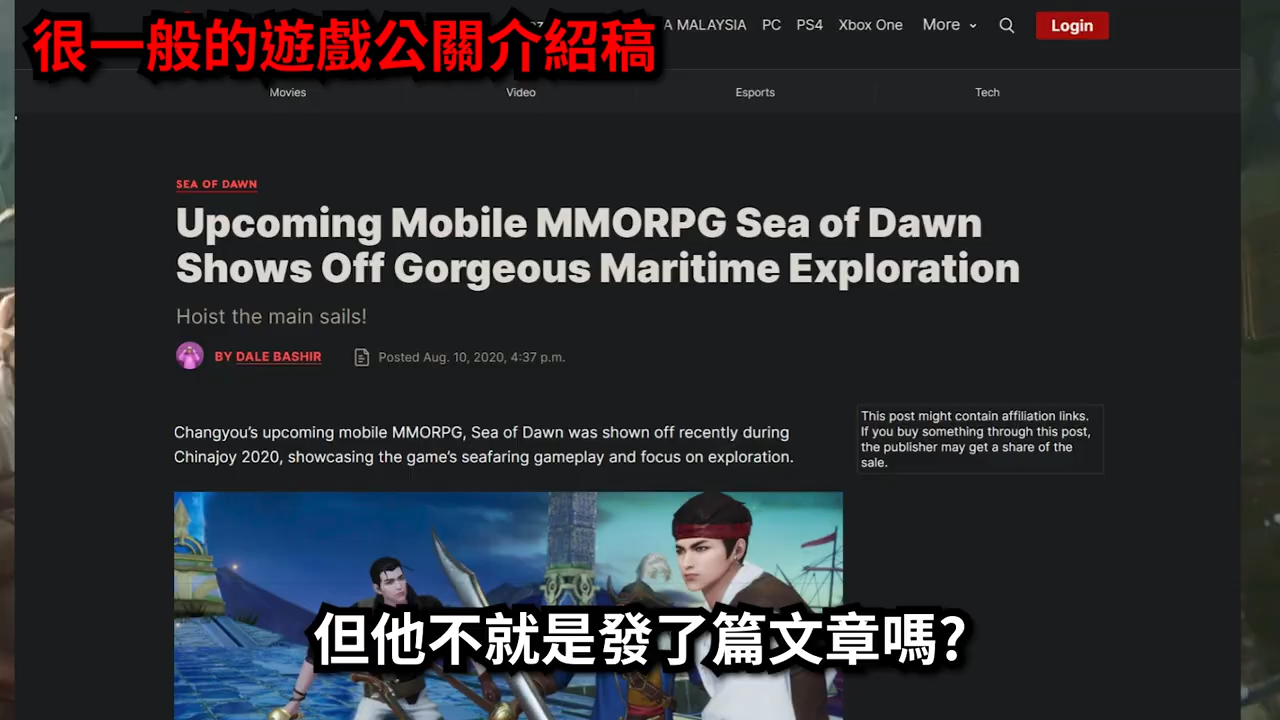 很一般的遊戲公關介紹稿
A MALAYSIA PC PS4 Xbox One More Login
Movies Video Esports Tech
SEA OF DAWN
Upcoming Mobile MMORPG Sea of Dawn
Shows Off Gorgeous Maritime Exploration
Hoist the main sails!
BY DALE BASHIR Posted Aug. 10, 2020, 4:37 p.m.
Changyou's upcoming mobile MMORPG, Sea of Dawn was shown off recently during
Chinajoy 2020, showcasing the game's seafaring gameplay and focus on exploration.
This post might contain affiliation links.
If you buy something through this post,
the publisher may get a share of the
sale.
但他不就是發了篇文章嗎?